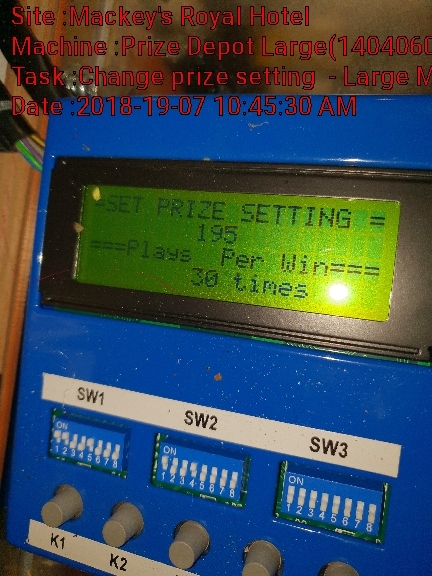 Site :Mackey's Royal Hotel
Machine :Prize Depot Large(1404060
Task :Change prize setting - Large M
Date :2018-19-07 10:45:30 AM
=SET PRIZE SETTING =
195
===Plays Per Win===
30 times
SW1
SW2
SW3
ON
1 2 3 4 5 6 7 8
ON
1 2 3 4 5 6 7 8
ON
1 2 3 4 5 6 7 8
K1
K2